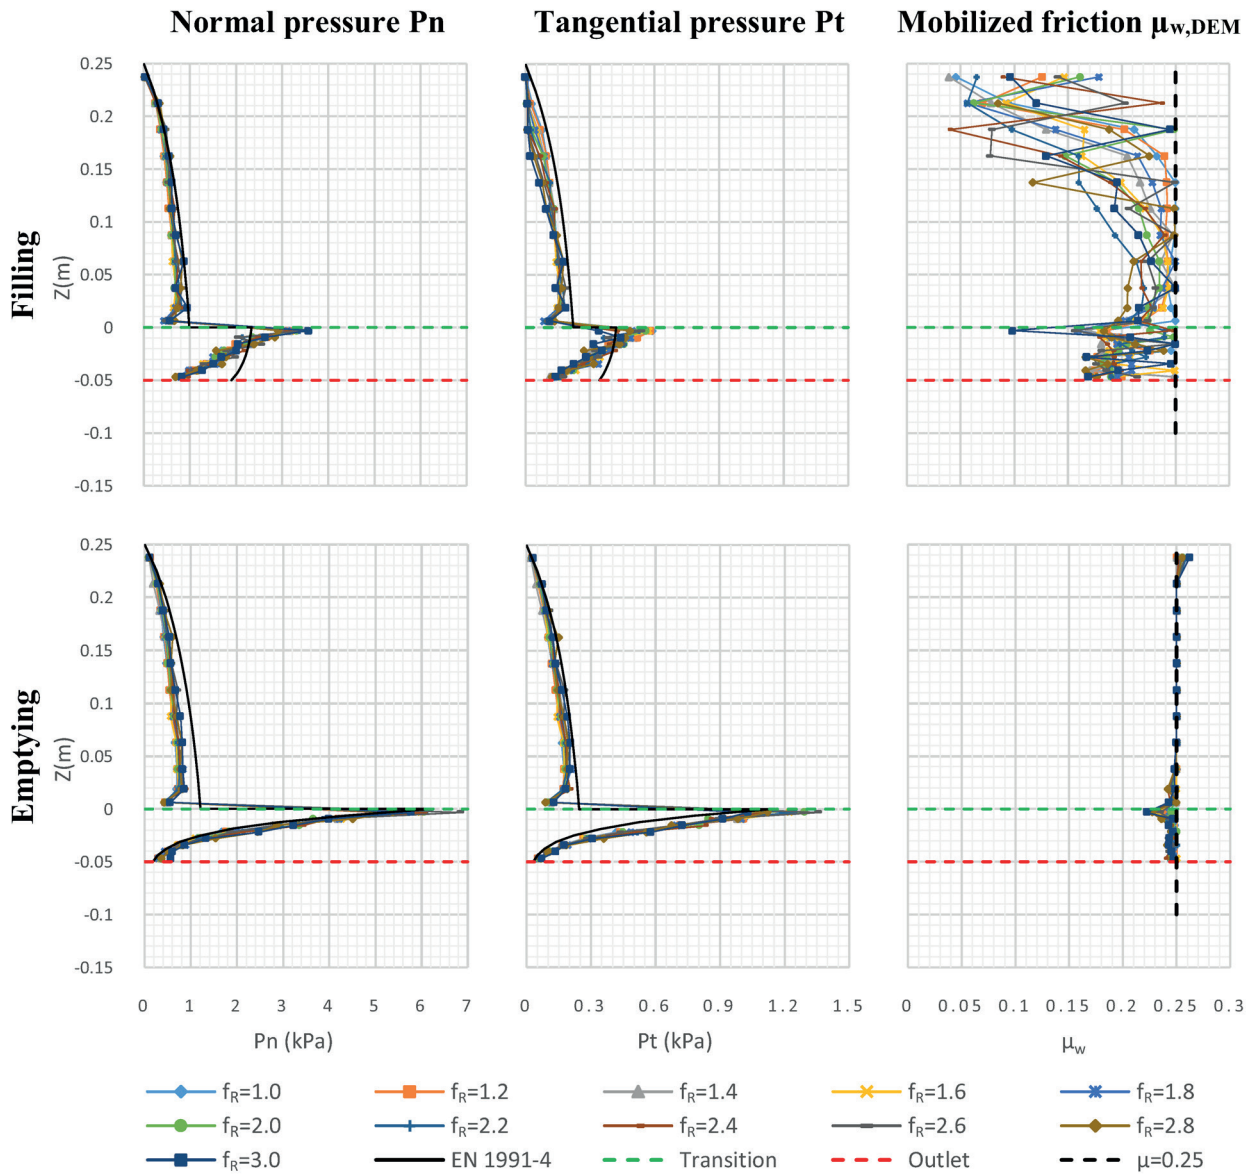 Normal pressure Pn Tangential pressure Pt Mobilized friction μw,DEM
Filling
Z(m)
0.25
0.2
0.15
0.1
0.05
0
-0.05
-0.1
-0.15
Emptying
Z(m)
0.25
0.2
0.15
0.1
0.05
0
-0.05
-0.1
-0.15
0 1 2 3 4 5 6 7
Pn (kPa)
0 0.3 0.6 0.9 1.2 1.5
Pt (kPa)
0 0.05 0.1 0.15 0.2 0.25 0.3
μw
fR=1.0 fR=1.2 fR=1.4 fR=1.6 fR=1.8
fR=2.0 fR=2.2 fR=2.4 fR=2.6 fR=2.8
fR=3.0 EN 1991-4 Transition Outlet μ=0.25